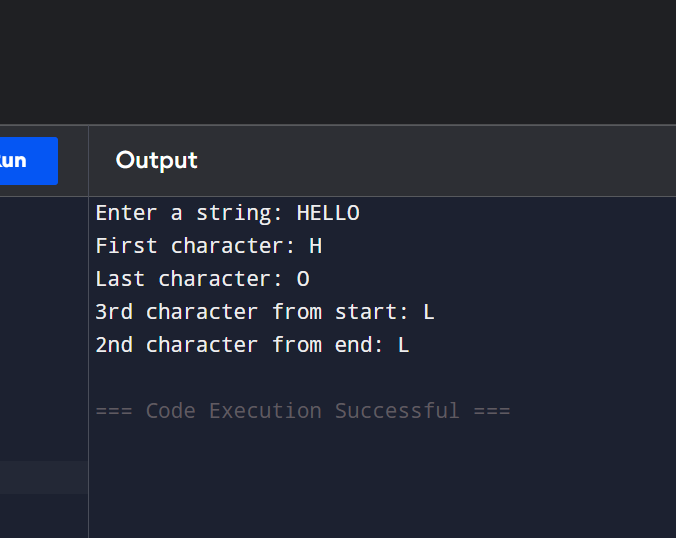 Output
Enter a string: HELLO
First character: H
Last character: O
3rd character from start: L
2nd character from end: L
=== Code Execution Successful ===